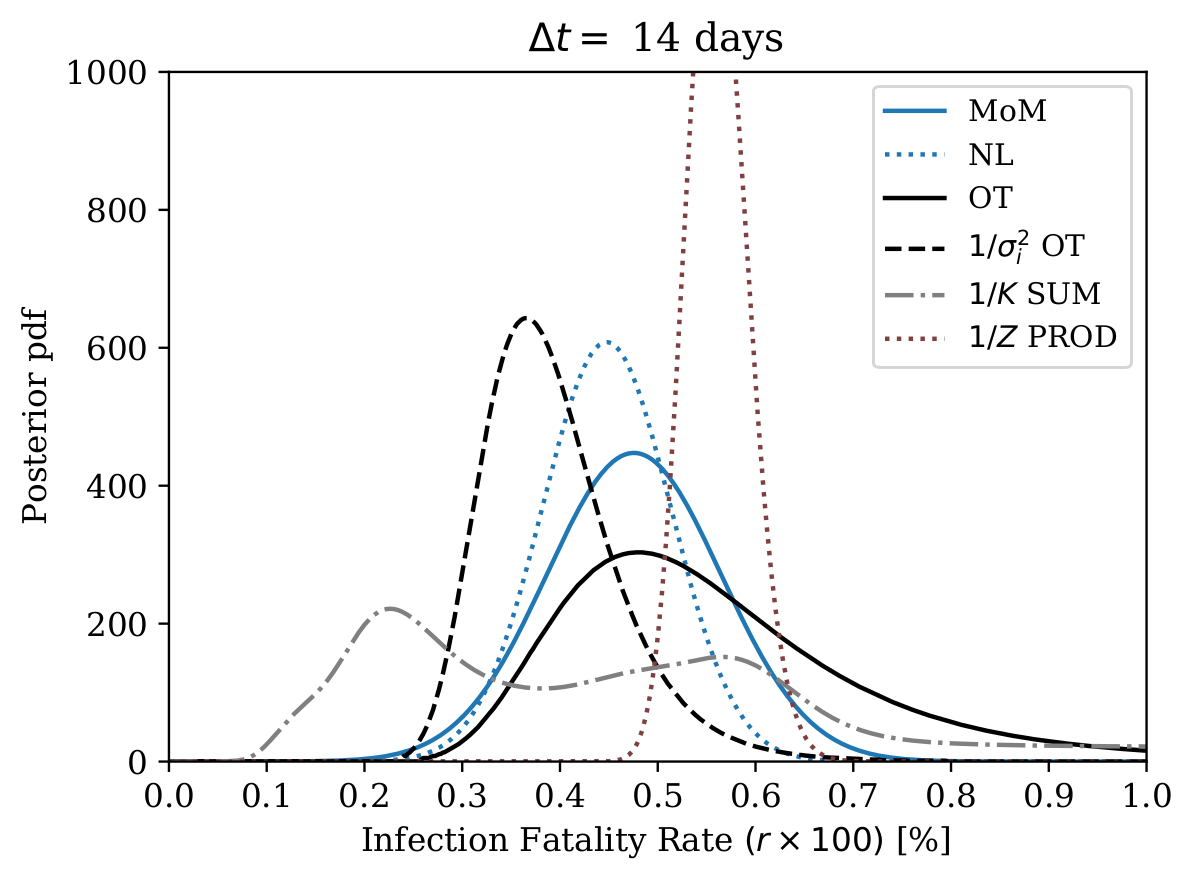 Δt = 14 days
1000
800
600
400
200
0
Posterior pdf
MoM
NL
OT
1/σᵢ² OT
1/K SUM
1/Z PROD
0.0 0.1 0.2 0.3 0.4 0.5 0.6 0.7 0.8 0.9 1.0
Infection Fatality Rate (r × 100) [%]